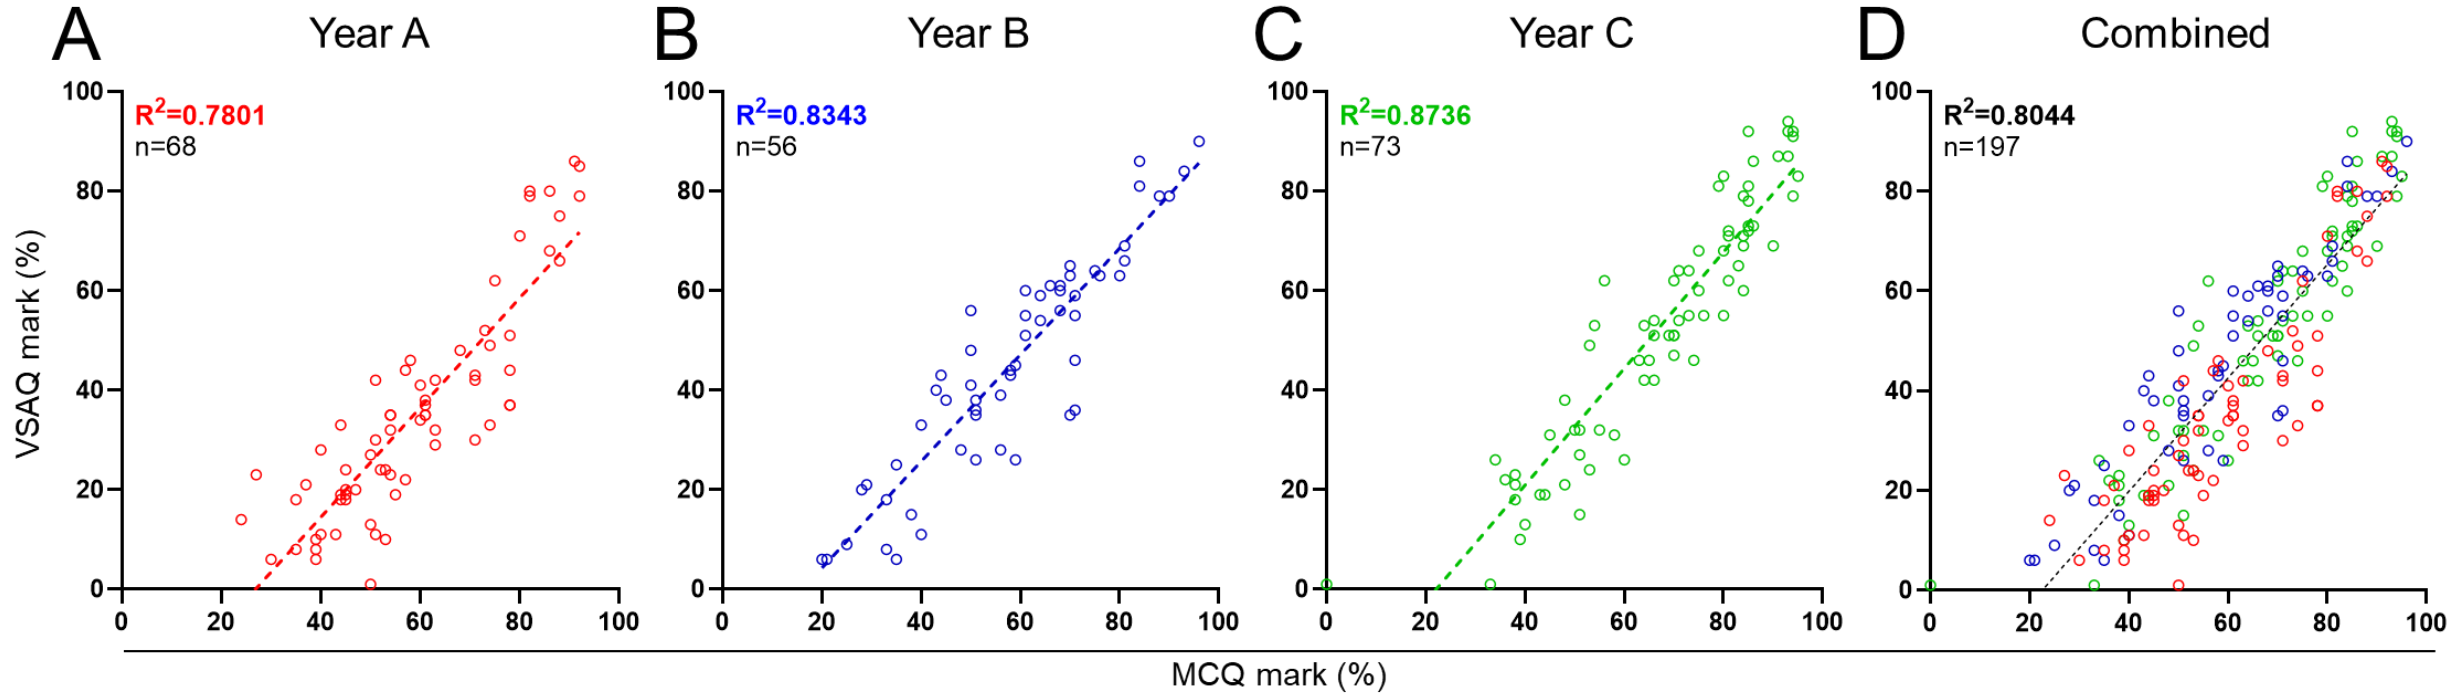 A Year A
B Year B
C Year C
D Combined
VSAQ mark (%)
100
80
60
40
20
0
R²=0.7801
n=68
0 20 40 60 80 100
100
80
60
40
20
0
R²=0.8343
n=56
0 20 40 60 80 100
100
80
60
40
20
0
R²=0.8736
n=73
0 20 40 60 80 100
100
80
60
40
20
0
R²=0.8044
n=197
0 20 40 60 80 100
MCQ mark (%)